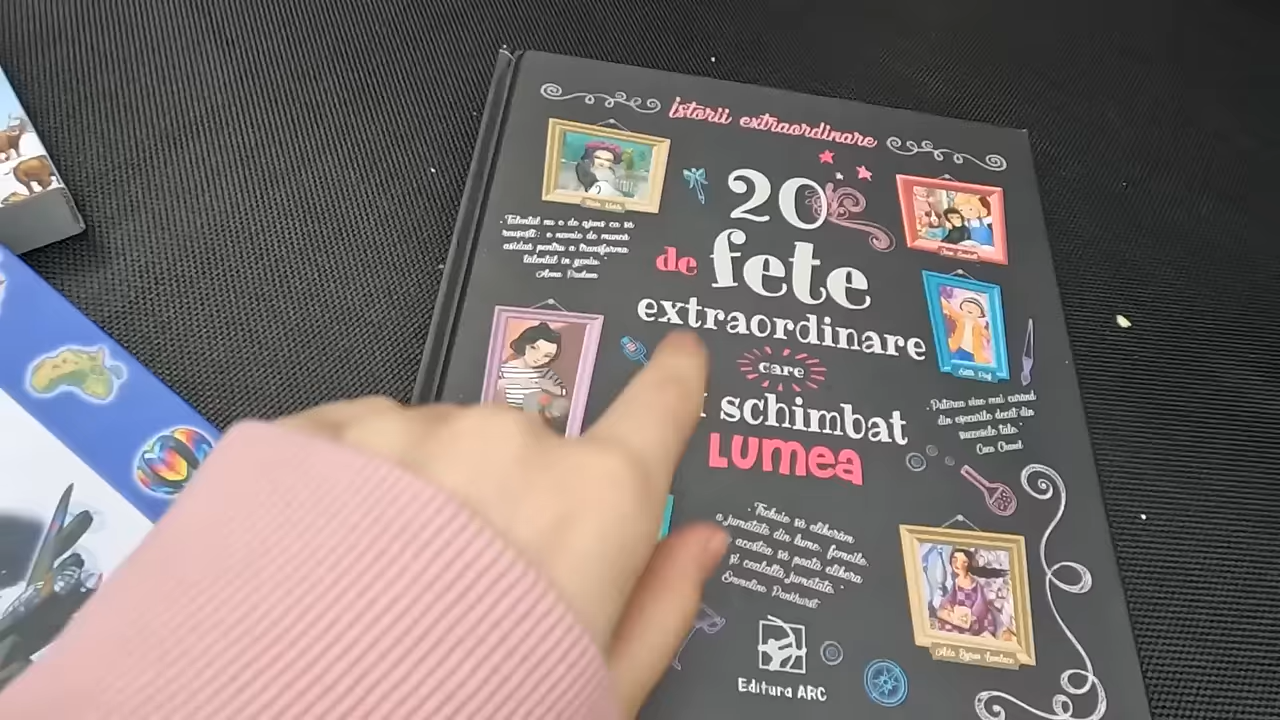 istorii extraordinare
20
de fete
extraordinare
care
schimbat
LUMEA
„Talentul nu e de ajuns ca să
reușești: e nevoie de muncă
asiduă pentru a transforma
talentul în geniu.”
Anna Pavlova
„Puterea vine mai curând
din eșecurile decât din
succesele tale.”
Coco Chanel
„Trebuie să eliberăm
o jumătate din lume, femeile,
acestea să poată elibera
și cealaltă jumătate.”
Emmeline Pankhurst
Ada Byron Lovelace
Editura ARC